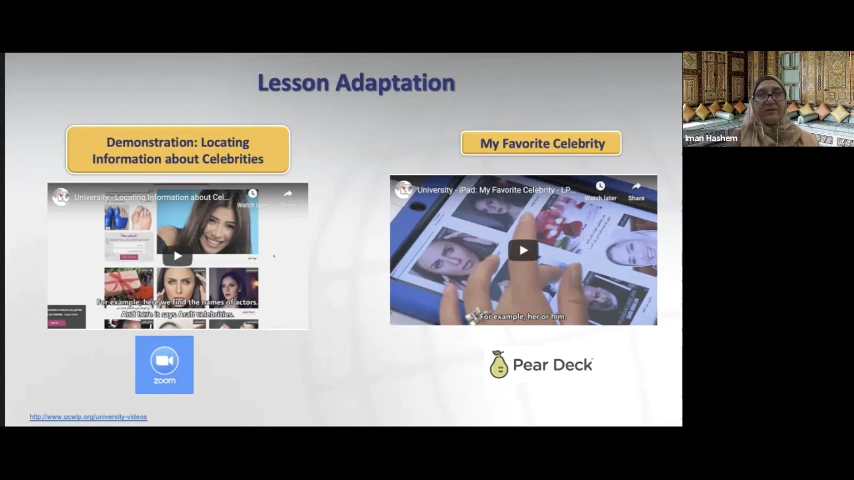 Lesson Adaptation
Demonstration: Locating
Information about Celebrities
My Favorite Celebrity
University - Locating Information about Cel...
Watch later
Share
For example, here we find the names of actors.
And here it says Arab celebrities.
University - iPad: My Favorite Celebrity - LP...
Watch later
Share
For example, her or him.
zoom
Pear Deck
http://www.ocwlp.org/university-videos
Iman Hashem